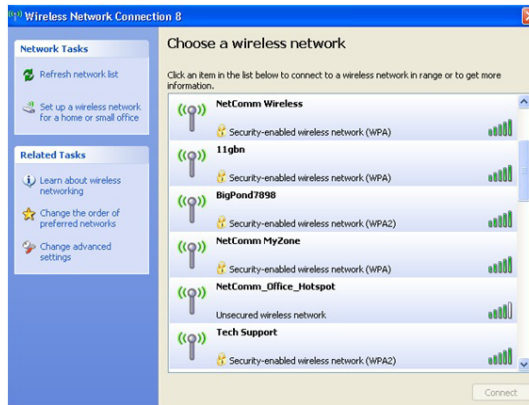 Wireless Network Connection 8
Network Tasks
Refresh network list
Set up a wireless network
for a home or small office
Related Tasks
Learn about wireless
networking
Change the order of
preferred networks
Change advanced
settings
Choose a wireless network
Click an item in the list below to connect to a wireless network in range or to get more
information.
NetComm Wireless
Security-enabled wireless network (WPA)
11gbn
Security-enabled wireless network (WPA)
BigPond7898
Security-enabled wireless network (WPA2)
NetComm MyZone
Security-enabled wireless network (WPA)
NetComm_Office_Hotspot
Unsecured wireless network
Tech Support
Security-enabled wireless network (WPA2)
Connect